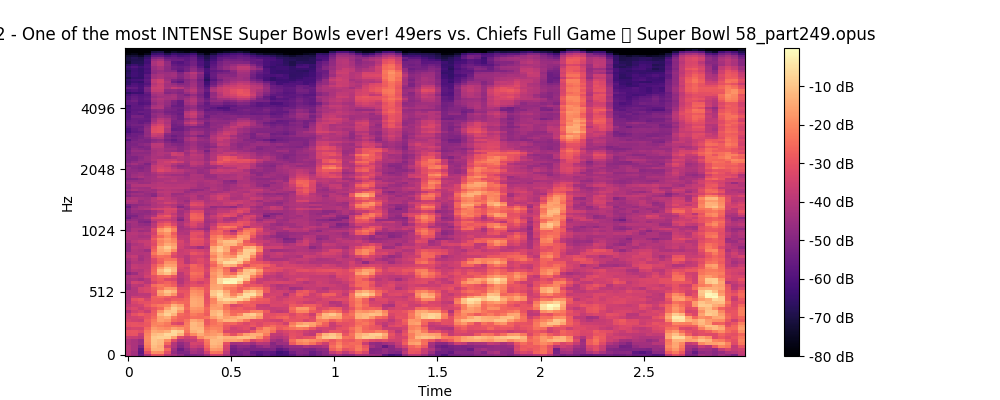 2 - One of the most INTENSE Super Bowls ever! 49ers vs. Chiefs Full Game ▯ Super Bowl 58_part249.opus
Hz
4096
2048
1024
512
0
0 0.5 1 1.5 2 2.5
Time
-10 dB
-20 dB
-30 dB
-40 dB
-50 dB
-60 dB
-70 dB
-80 dB